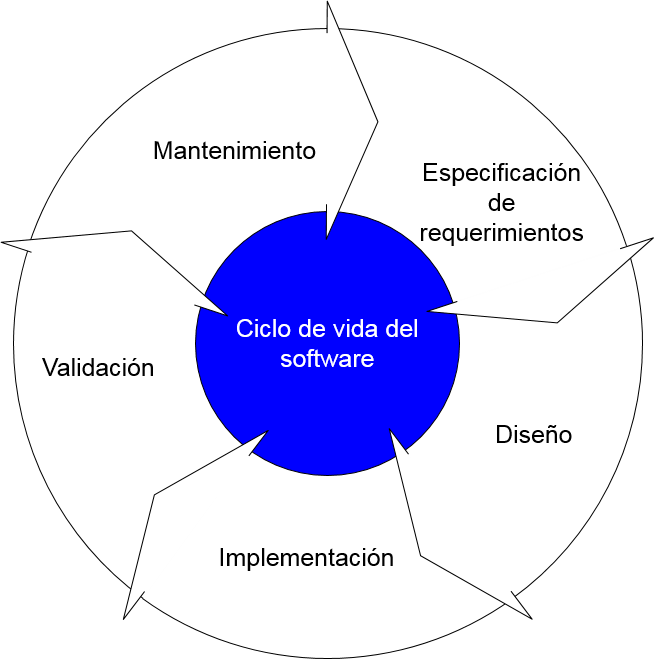 Mantenimiento
Especificación
de
requerimientos
Ciclo de vida del
software
Validación
Diseño
Implementación